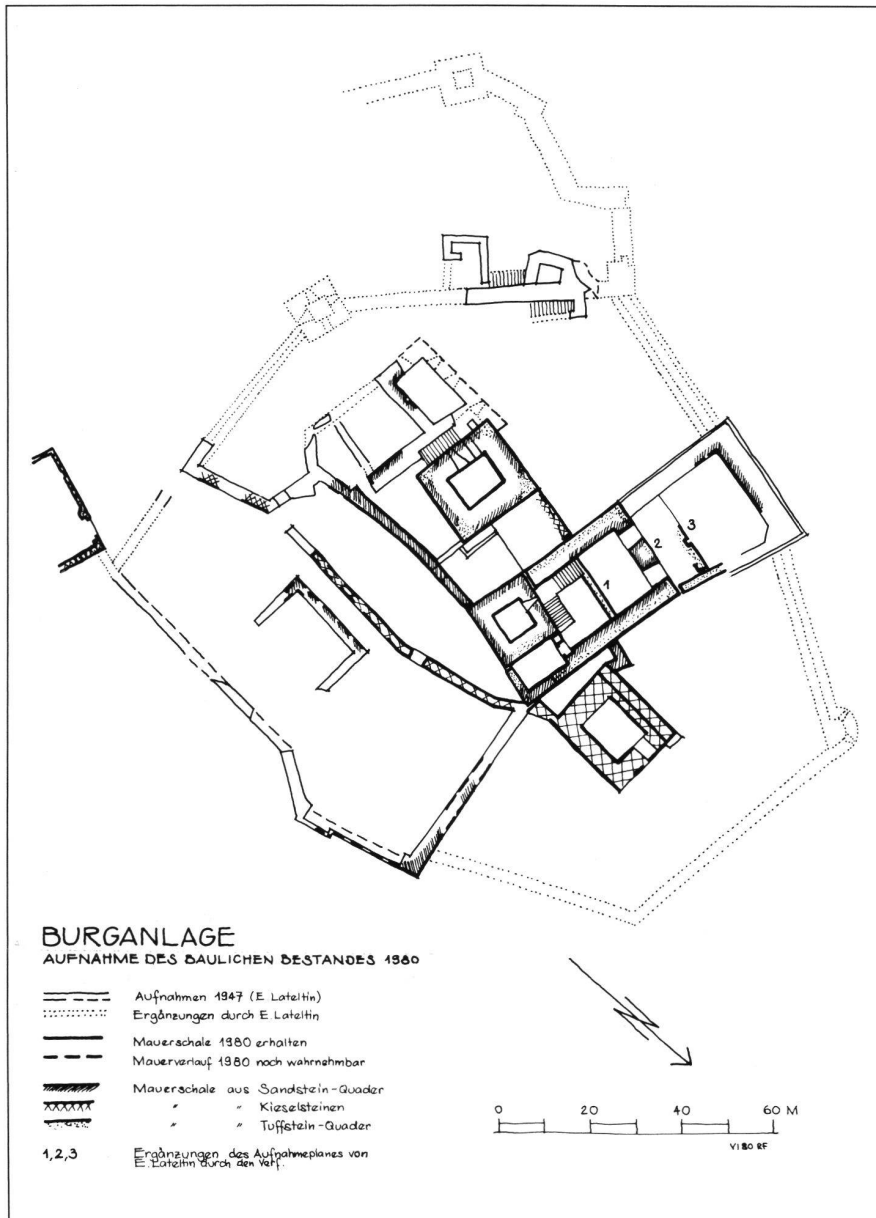 3
2
1
BURGANLAGE
AUFNAHME DES BAULICHEN BESTANDES 1980
Aufnahmen 1947 (E. Lateltin)
Ergänzungen durch E. Lateltin
Mauerschale 1980 erhalten
Mauerverlauf 1980 noch wahrnehmbar
Mauerschale aus Sandstein-Quader
" " Kieselsteinen
" " Tuffstein-Quader
1,2,3 Ergänzungen des Aufnahmeplanes von
E. Lateltin durch den Verf.
0 20 40 60 M
VI 80 RF